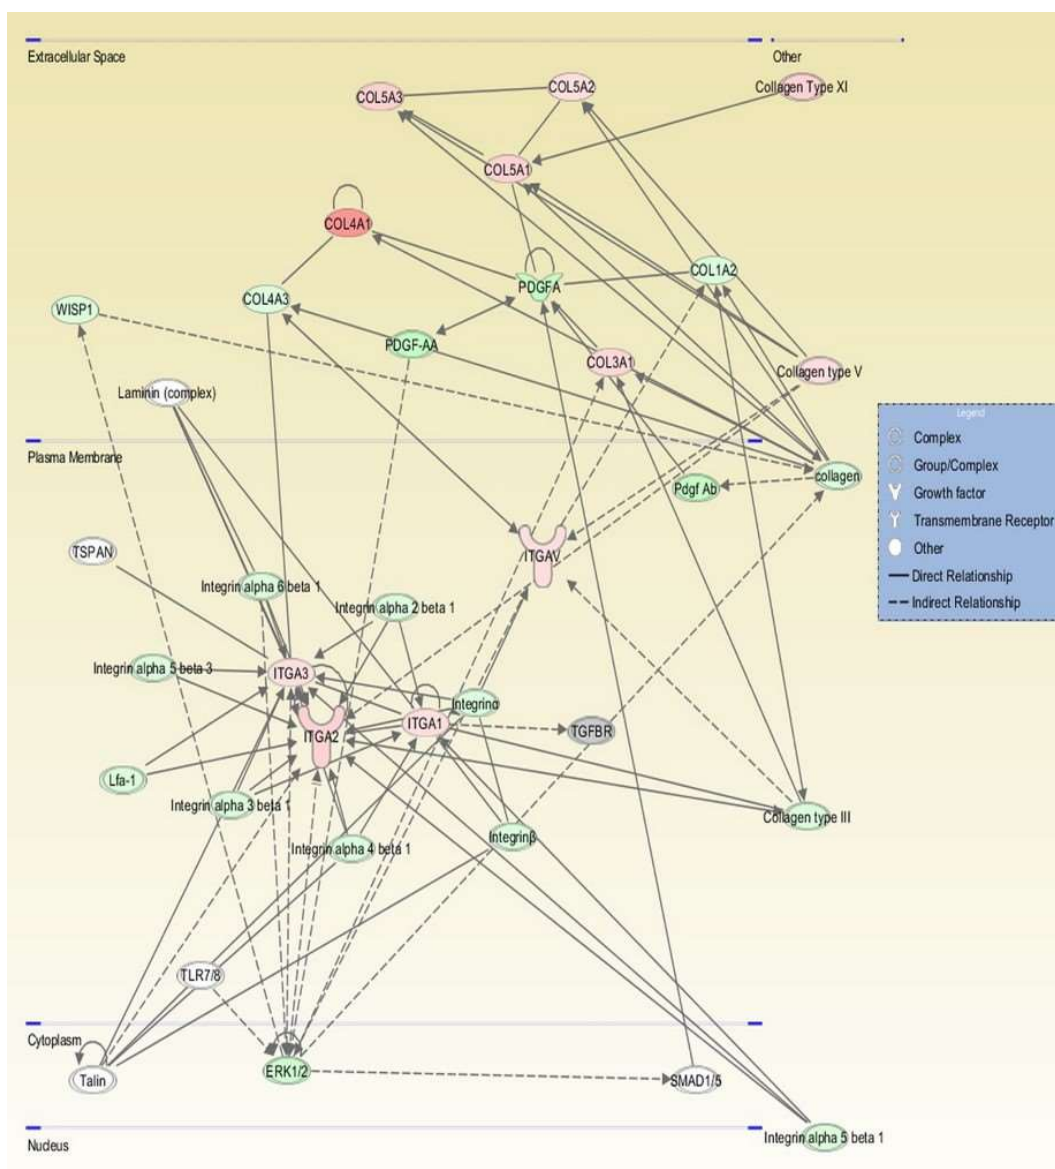 Extracellular Space
Other
COL5A3
COL5A2
Collagen Type XI
COL5A1
COL4A1
COL1A2
PDGFA
COL4A3
WISP1
PDGF-AA
COL3A1
Collagen type V
Laminin (complex)
Plasma Membrane
collagen
Pdgf Ab
Legend
Complex
Group/Complex
Growth factor
Transmembrane Receptor
Other
Direct Relationship
Indirect Relationship
TSPAN
ITGAV
Integrin alpha 6 beta 1
Integrin alpha 2 beta 1
Integrin alpha 5 beta 3
ITGA3
Integrinα
ITGA1
ITGA2
TGFBR
Lfa-1
Integrin alpha 3 beta 1
Collagen type III
Integrinβ
Integrin alpha 4 beta 1
TLR7/8
Cytoplasm
Talin
ERK1/2
SMAD1/5
Nucleus
Integrin alpha 5 beta 1